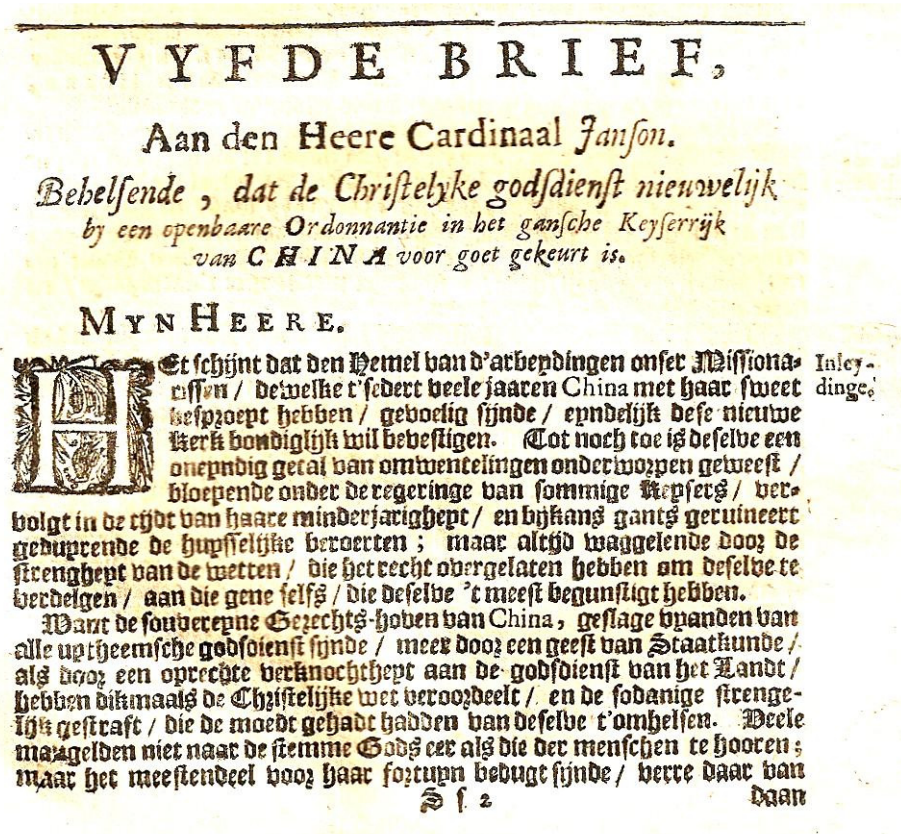 VYFDE BRIEF,
Aan den Heere Cardinaal Janſon.
Behelſende, dat de Chriſtelyke godſdienſt nieuwelijk
by een openbaare Ordonnantie in het ganſche Keyſerrijk
van CHINA voor goet gekeurt is.
MYN HEERE.
HEt ſchijnt dat den Hemel van d'arbeydingen onſer Miſſiona-
riſſen / dewelke t'ſedert veele jaaren China met haar ſweet
beſproeyt hebben / gevoelig ſijnde / eyndelijk deſe nieuwe
Kerk bondiglijk wil beveſtigen. Tot noch toe is deſelve een
oneyndig getal van omwentelingen onderworpen geweeſt /
bloeyende onder de regeringe van ſommige Keyſers / ver-
volgt in de tijdt van haare minderjarigheyt / en bijkans gants geruineert
geduyrende de huyſſelijke beroerten ; maar altijd waggelende door de
ſtrengheyt van de wetten / die het recht overgelaten hebben om deſelve te
verdelgen / aan die gene ſelfs / die deſelve 't meeſt begunſtigt hebben.
Want de ſouvereyne Gerechts-hoven van China, geſlage vyanden van
alle uytheemſche godſdienſt ſijnde / meer door een geeſt van Staatkunde /
als door een oprechte verknochtheyt aan de godſdienſt van het Landt /
hebben dikmaals de Chriſtelijke wet veroordeelt / en de ſodanige ſtrenge-
lijk geſtraft / die de moedt gehadt hadden van deſelve t'omhelſen. Veele
maugelden niet naar de ſtemme Gods eer als die der menſchen te hooren ;
maar het meeſtendeel voor haar fortuyn bedugt ſijnde / verre daar van
S ſ 2 daan
Inley-
dinge.